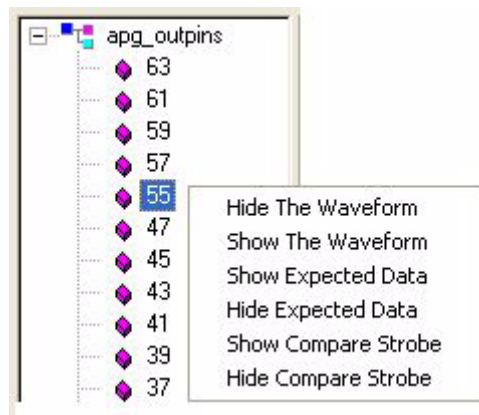 apg_outpins
63
61
59
57
55
47
45
43
41
39
37
Hide The Waveform
Show The Waveform
Show Expected Data
Hide Expected Data
Show Compare Strobe
Hide Compare Strobe